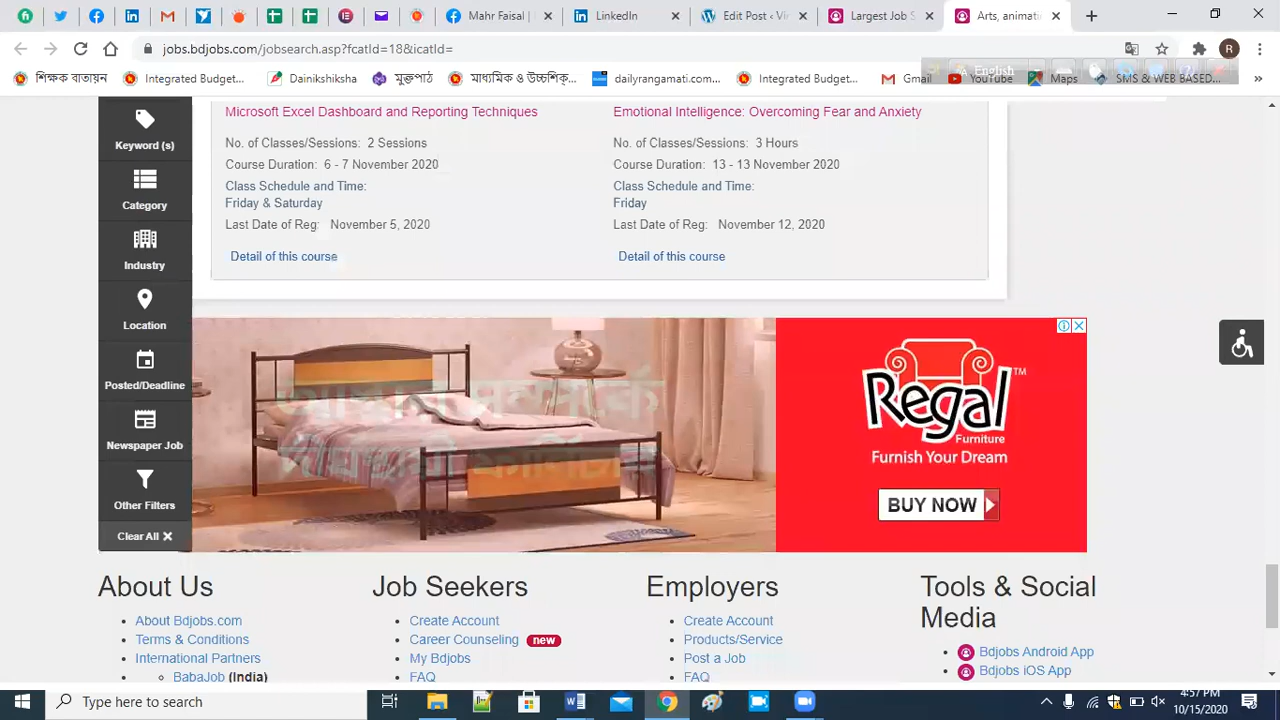 Mahr Faisal |
LinkedIn
Edit Post ‹ Vi
Largest Job S
Arts, animati
jobs.bdjobs.com/jobsearch.asp?fcatId=18&icatId=
R
শিক্ষক বাতায়ন
Integrated Budget...
Dainikshiksha
মুক্তপাঠ
মাধ্যমিক ও উচ্চশিক্...
dailyrangamati.com...
Integrated Budget...
Gmail
YouTube
Maps
SMS & WEB BASED...
English
Keyword (s)
Category
Industry
Location
Posted/Deadline
Newspaper Job
Other Filters
Clear All ✕
Microsoft Excel Dashboard and Reporting Techniques
No. of Classes/Sessions: 2 Sessions
Course Duration: 6 - 7 November 2020
Class Schedule and Time:
Friday & Saturday
Last Date of Reg: November 5, 2020
Detail of this course
Emotional Intelligence: Overcoming Fear and Anxiety
No. of Classes/Sessions: 3 Hours
Course Duration: 13 - 13 November 2020
Class Schedule and Time:
Friday
Last Date of Reg: November 12, 2020
Detail of this course
Regal TM
Furniture
Furnish Your Dream
BUY NOW
About Us
About Bdjobs.com
Terms & Conditions
International Partners
BabaJob (India)
Job Seekers
Create Account
Career Counseling new
My Bdjobs
FAQ
Employers
Create Account
Products/Service
Post a Job
FAQ
Tools & Social
Media
Bdjobs Android App
Bdjobs iOS App
Type here to search
4:57 PM
10/15/2020